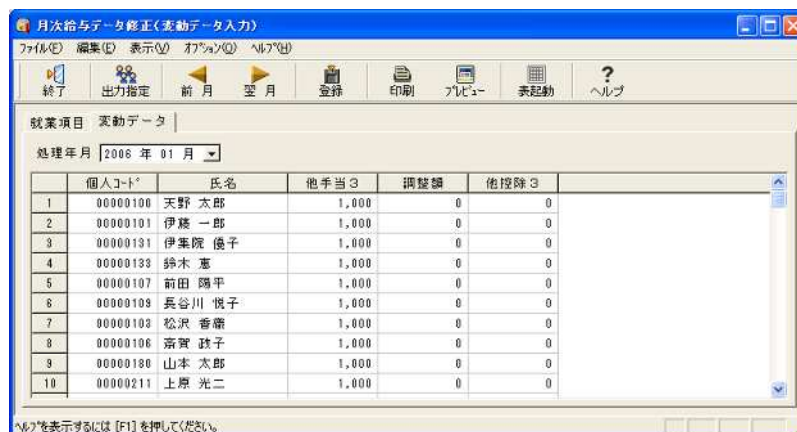 月次給与データ修正(変動データ入力)
ファイル(F) 編集(E) 表示(V) オプション(O) ヘルプ(H)
終了 出力指定 前 月 翌 月 登録 印刷 プレビュー 表起動 ヘルプ
就業項目 変動データ
処理年月 2006 年 01 月
個人コード 氏名 他手当3 調整額 他控除3
1 00000100 天野 太郎 1,000 0 0
2 00000101 伊藤 一郎 1,000 0 0
3 00000131 伊集院 優子 1,000 0 0
4 00000133 鈴木 恵 1,000 0 0
5 00000107 前田 陽平 1,000 0 0
6 00000109 長谷川 悦子 1,000 0 0
7 00000103 松沢 香織 1,000 0 0
8 00000106 斎賀 政子 1,000 0 0
9 00000180 山本 太郎 1,000 0 0
10 00000211 上原 光二 1,000 0 0
ヘルプを表示するには [F1] を押してください。